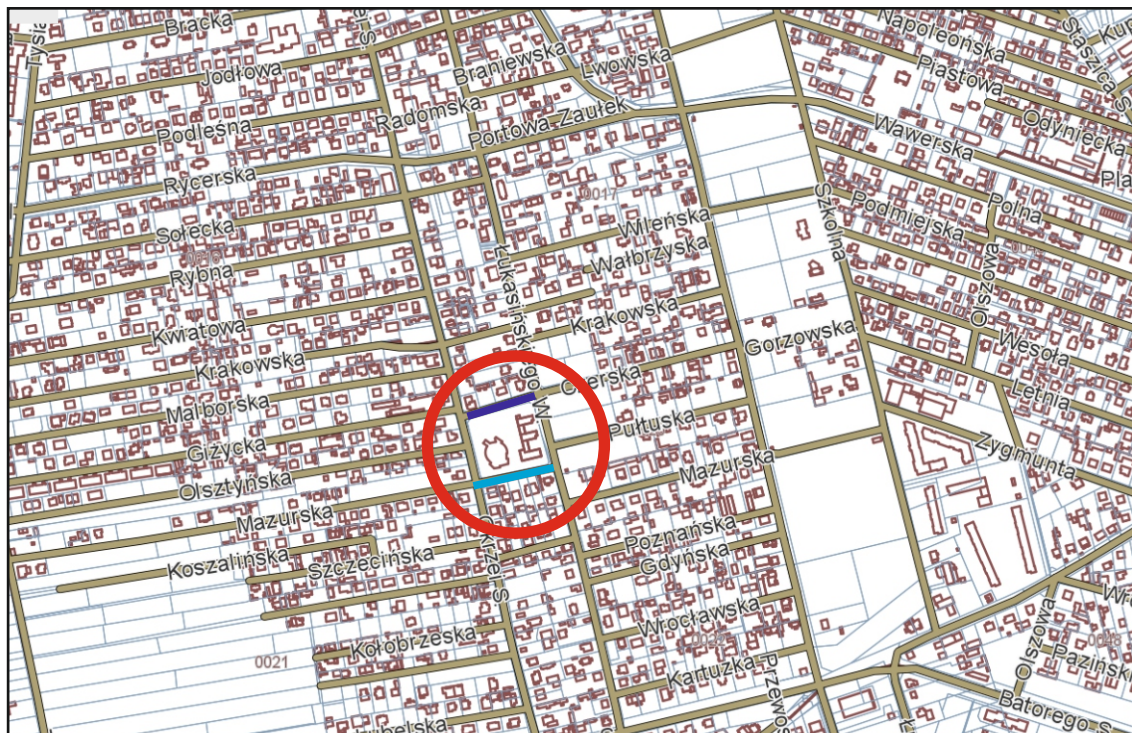 Bracka
Napoleońska
Staszica S
Jodłowa
Braniewska
Lwowska
Piastowa
Radomska
Odyniecka
Podleśna
Portowa-Zaułek
Wawerska
Rycerska
0017
Polna
Sołecka
Wileńska
Szkolna
Podmiejska
Rybna
Wałbrzyska
Olszowa
Łukasińskiego W
Kwiatowa
Krakowska
Krakowska
Gorzowska
Wesoła
Malborska
Letnia
Giżycka
Pułtuska
Zygmunta
Olsztyńska
Mazurska
Mazurska
Poznańska
Koszalińska
Szczecińska
Okrzei S.
Gdyńska
Wrocławska
Kołobrzeska
0021
Kartuzka
Olszowa
Batorego S